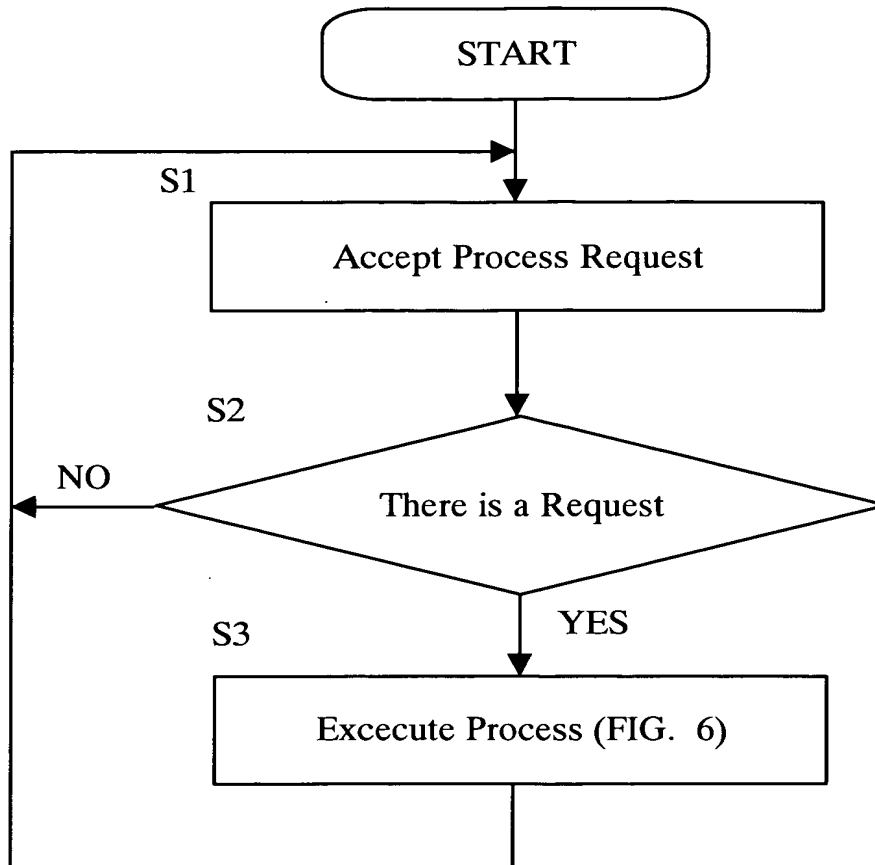 START
S1
Accept Process Request
S2
NO
There is a Request
YES
S3
Excecute Process (FIG. 6)